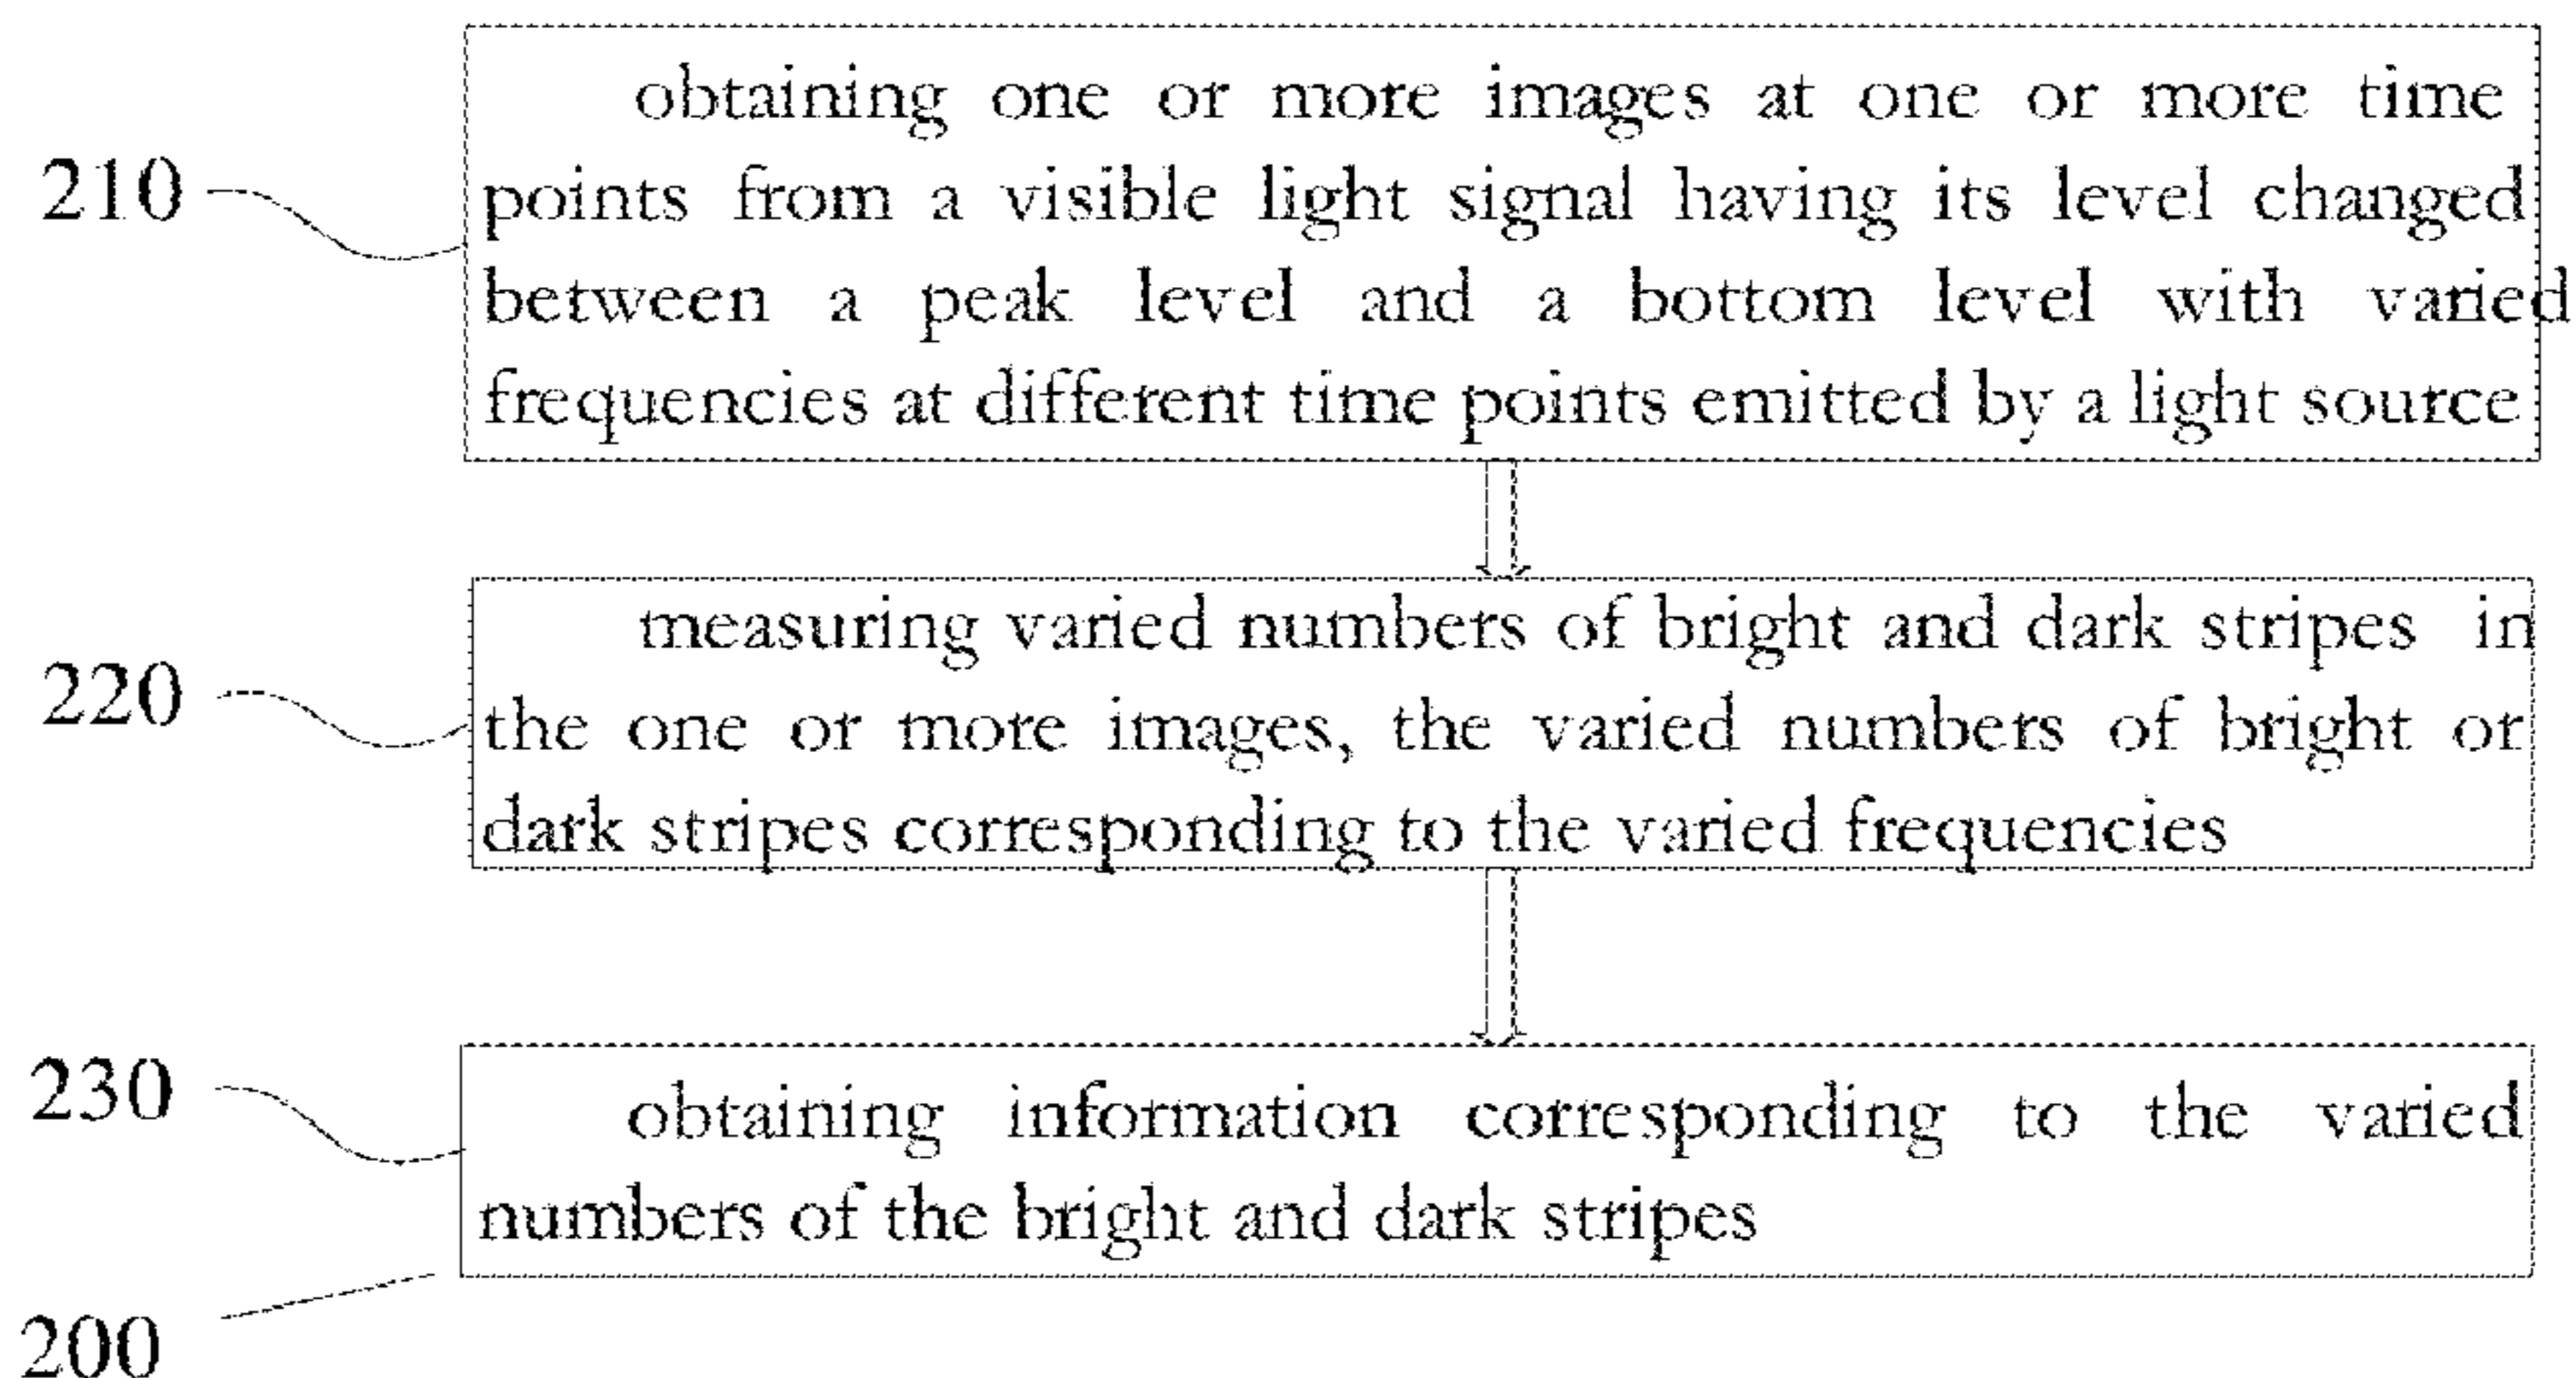 obtaining one or more images at one or more time
210
points from a visible light signal having its level changed
between a peak level and a bottom level with varied
frequencies at different time points emitted by a light source
measuring varied numbers of bright and dark stripes in
220
the one or more images, the varied numbers of bright or
dark stripes corresponding to the varied frequencies
230
obtaining information corresponding to the varied
numbers of the bright and dark stripes
200